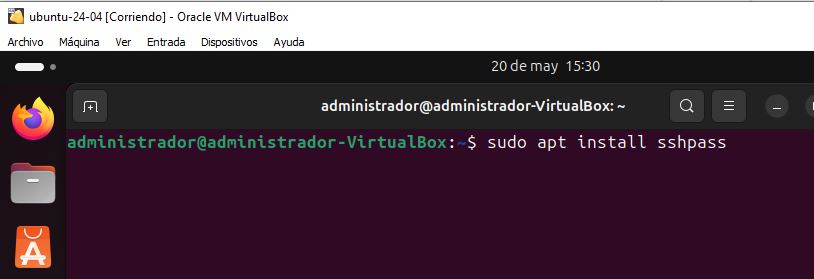 ubuntu-24-04 [Corriendo] - Oracle VM VirtualBox
Archivo Máquina Ver Entrada Dispositivos Ayuda
20 de may 15:30
administrador@administrador-VirtualBox: ~
administrador@administrador-VirtualBox:~$ sudo apt install sshpass